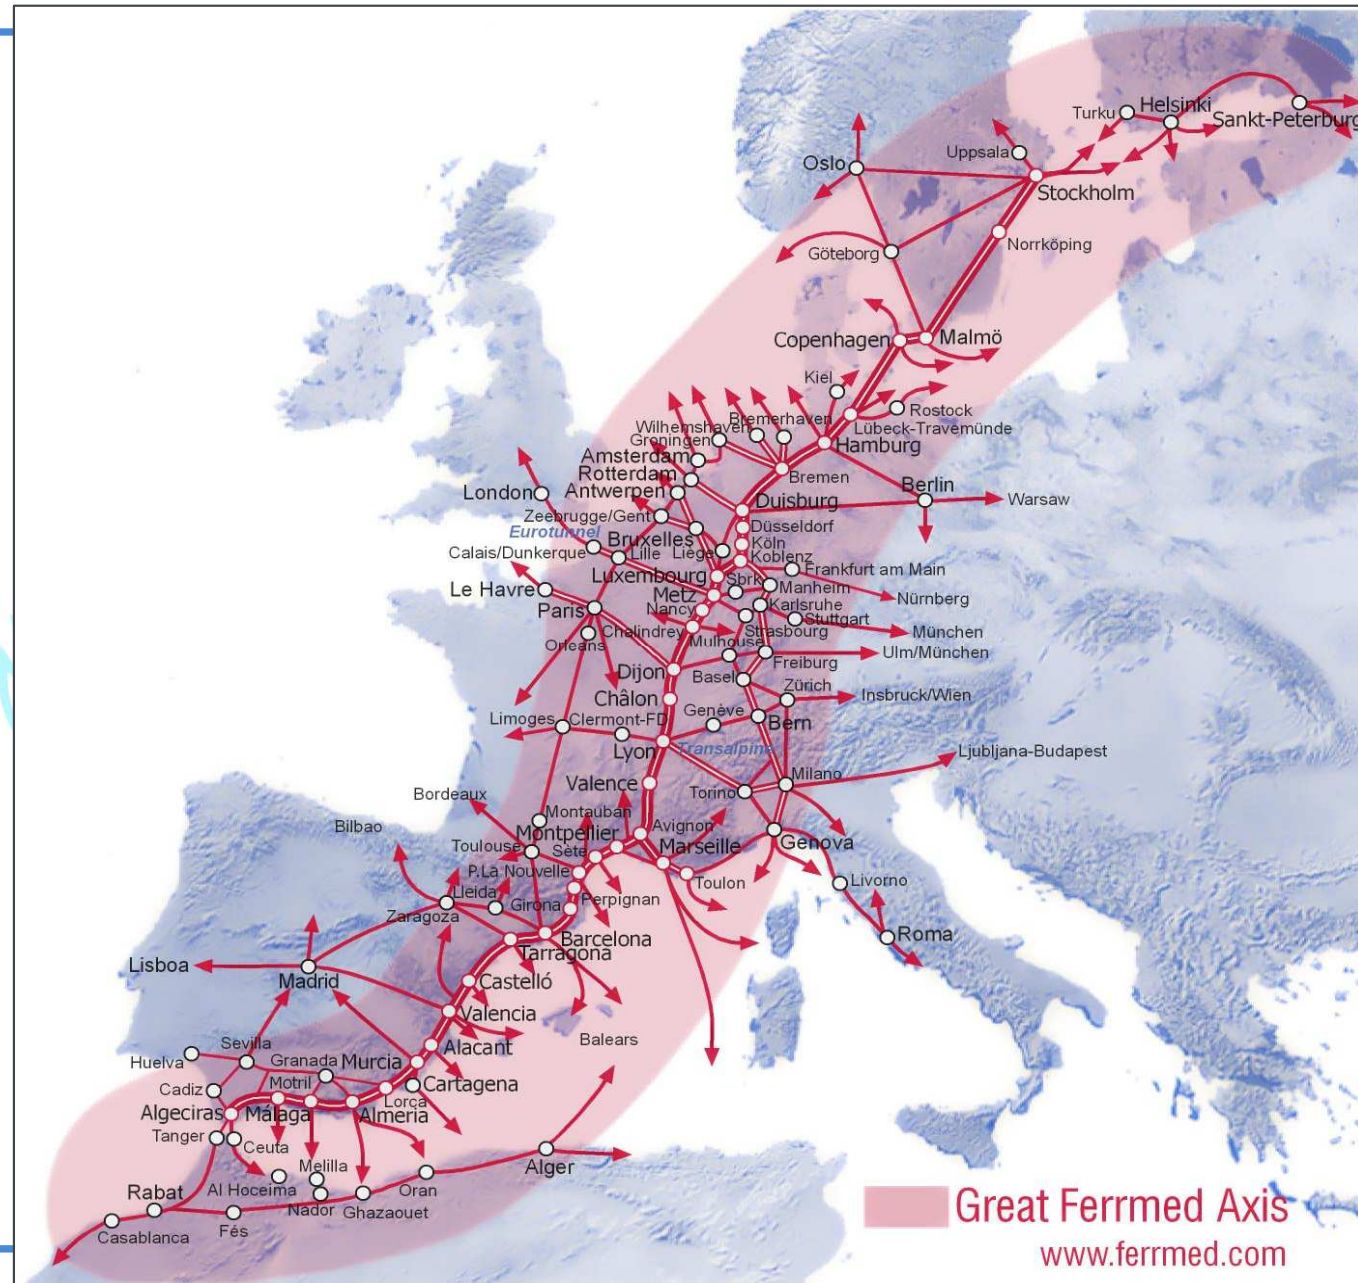 Turku
Helsinki
Sankt-Peterburg
Oslo
Uppsala
Stockholm
Göteborg
Norrköping
Copenhagen
Malmö
Kiel
Rostock
Lübeck-Travemünde
Bremerhaven
Wilhemshaven
Groningen
Hamburg
Amsterdam
Rotterdam
Bremen
Antwerpen
London
Berlin
Warsaw
Duisburg
Zeebrugge/Gent
Düsseldorf
Eurotunnel
Bruxelles
Köln
Calais/Dunkerque
Lille
Liège
Koblenz
Luxembourg
Sbrk
Frankfurt am Main
Manheim
Le Havre
Metz
Nürnberg
Paris
Nancy
Karlsruhe
Stuttgart
Chalindrey
Strasbourg
München
Orleans
Mulhouse
Ulm/München
Freiburg
Dijon
Basel
Zürich
Insbruck/Wien
Châlon
Genève
Limoges
Clermont-FD
Bern
Lyon
Transalpine
Ljubljana-Budapest
Milano
Valence
Torino
Bordeaux
Montauban
Bilbao
Montpellier
Avignon
Toulouse
Sète
Marseille
Genova
P.La Nouvelle
Toulon
Livorno
Lleida
Girona
Perpignan
Zaragoza
Barcelona
Roma
Tarragona
Lisboa
Madrid
Castelló
Valencia
Balears
Alacant
Sevilla
Huelva
Granada
Murcia
Cartagena
Cadiz
Motril
Lorca
Algeciras
Málaga
Almeria
Tanger
Ceuta
Melilla
Alger
Al Hoceima
Oran
Rabat
Nador
Ghazaouet
Fés
Casablanca
Great Ferrmed Axis
www.ferrmed.com